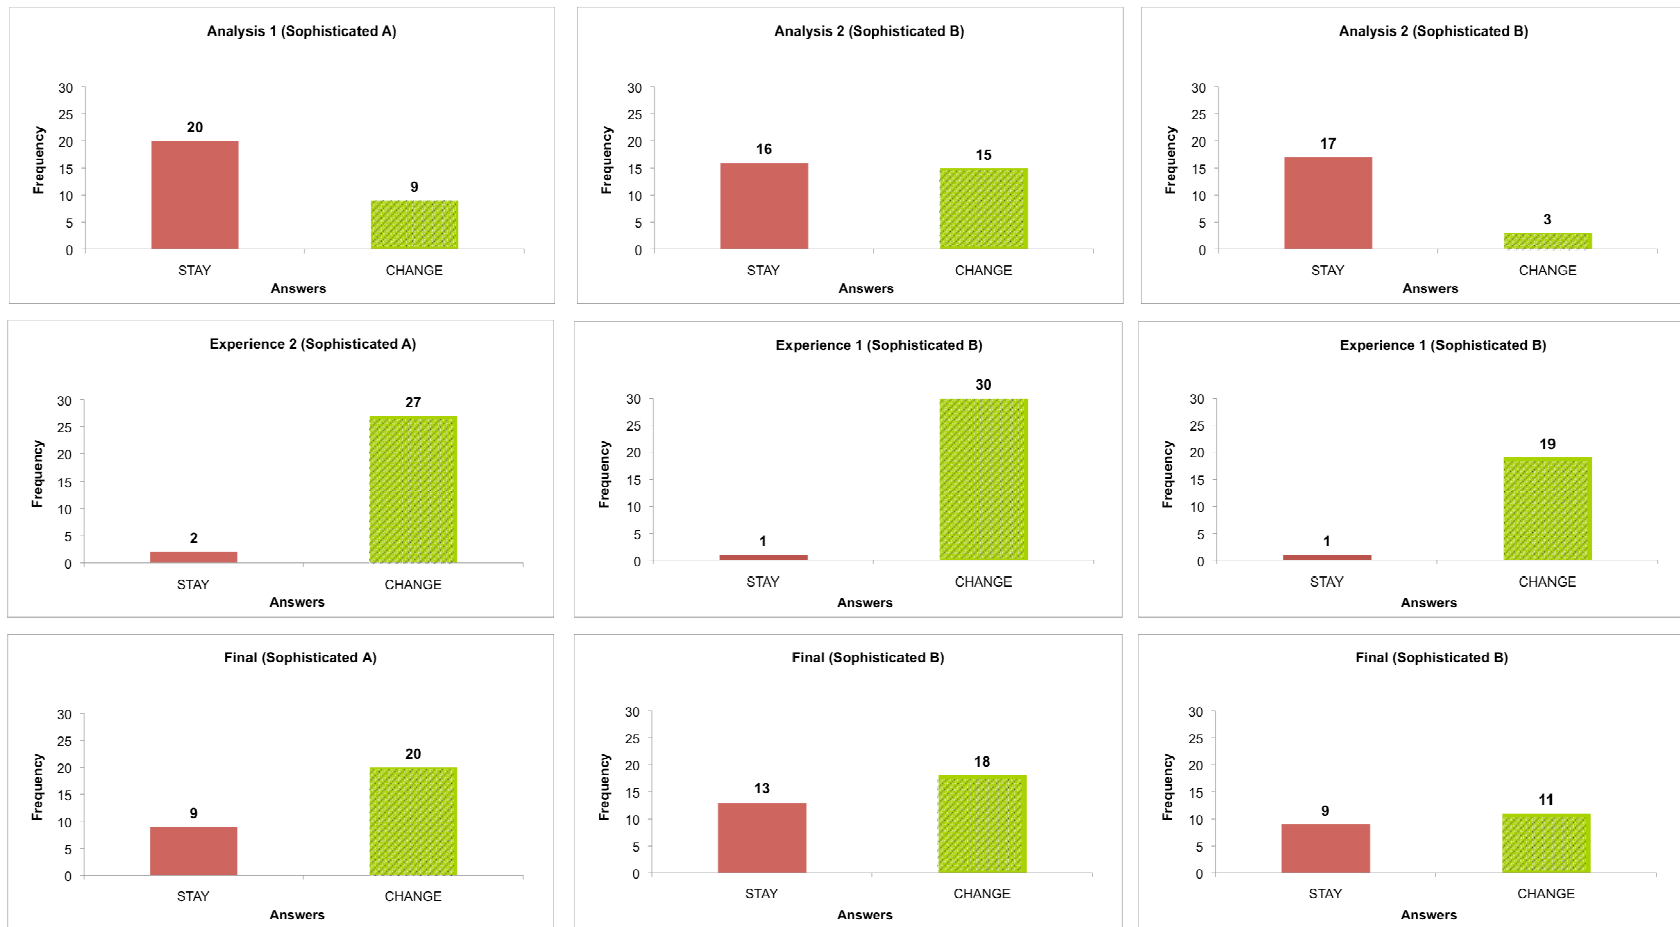 Analysis 1 (Sophisticated A)
30
25
20
15
10
5
0
Frequency
20
9
STAY
CHANGE
Answers
Analysis 2 (Sophisticated B)
30
25
20
15
10
5
0
Frequency
16
15
STAY
CHANGE
Answers
Analysis 2 (Sophisticated B)
30
25
20
15
10
5
0
Frequency
17
3
STAY
CHANGE
Answers
Experience 2 (Sophisticated A)
30
25
20
15
10
5
0
Frequency
2
27
STAY
CHANGE
Answers
Experience 1 (Sophisticated B)
30
25
20
15
10
5
0
Frequency
1
30
STAY
CHANGE
Answers
Experience 1 (Sophisticated B)
30
25
20
15
10
5
0
Frequency
1
19
STAY
CHANGE
Answers
Final (Sophisticated A)
30
25
20
15
10
5
0
Frequency
9
20
STAY
CHANGE
Answers
Final (Sophisticated B)
30
25
20
15
10
5
0
Frequency
13
18
STAY
CHANGE
Answers
Final (Sophisticated B)
30
25
20
15
10
5
0
Frequency
9
11
STAY
CHANGE
Answers